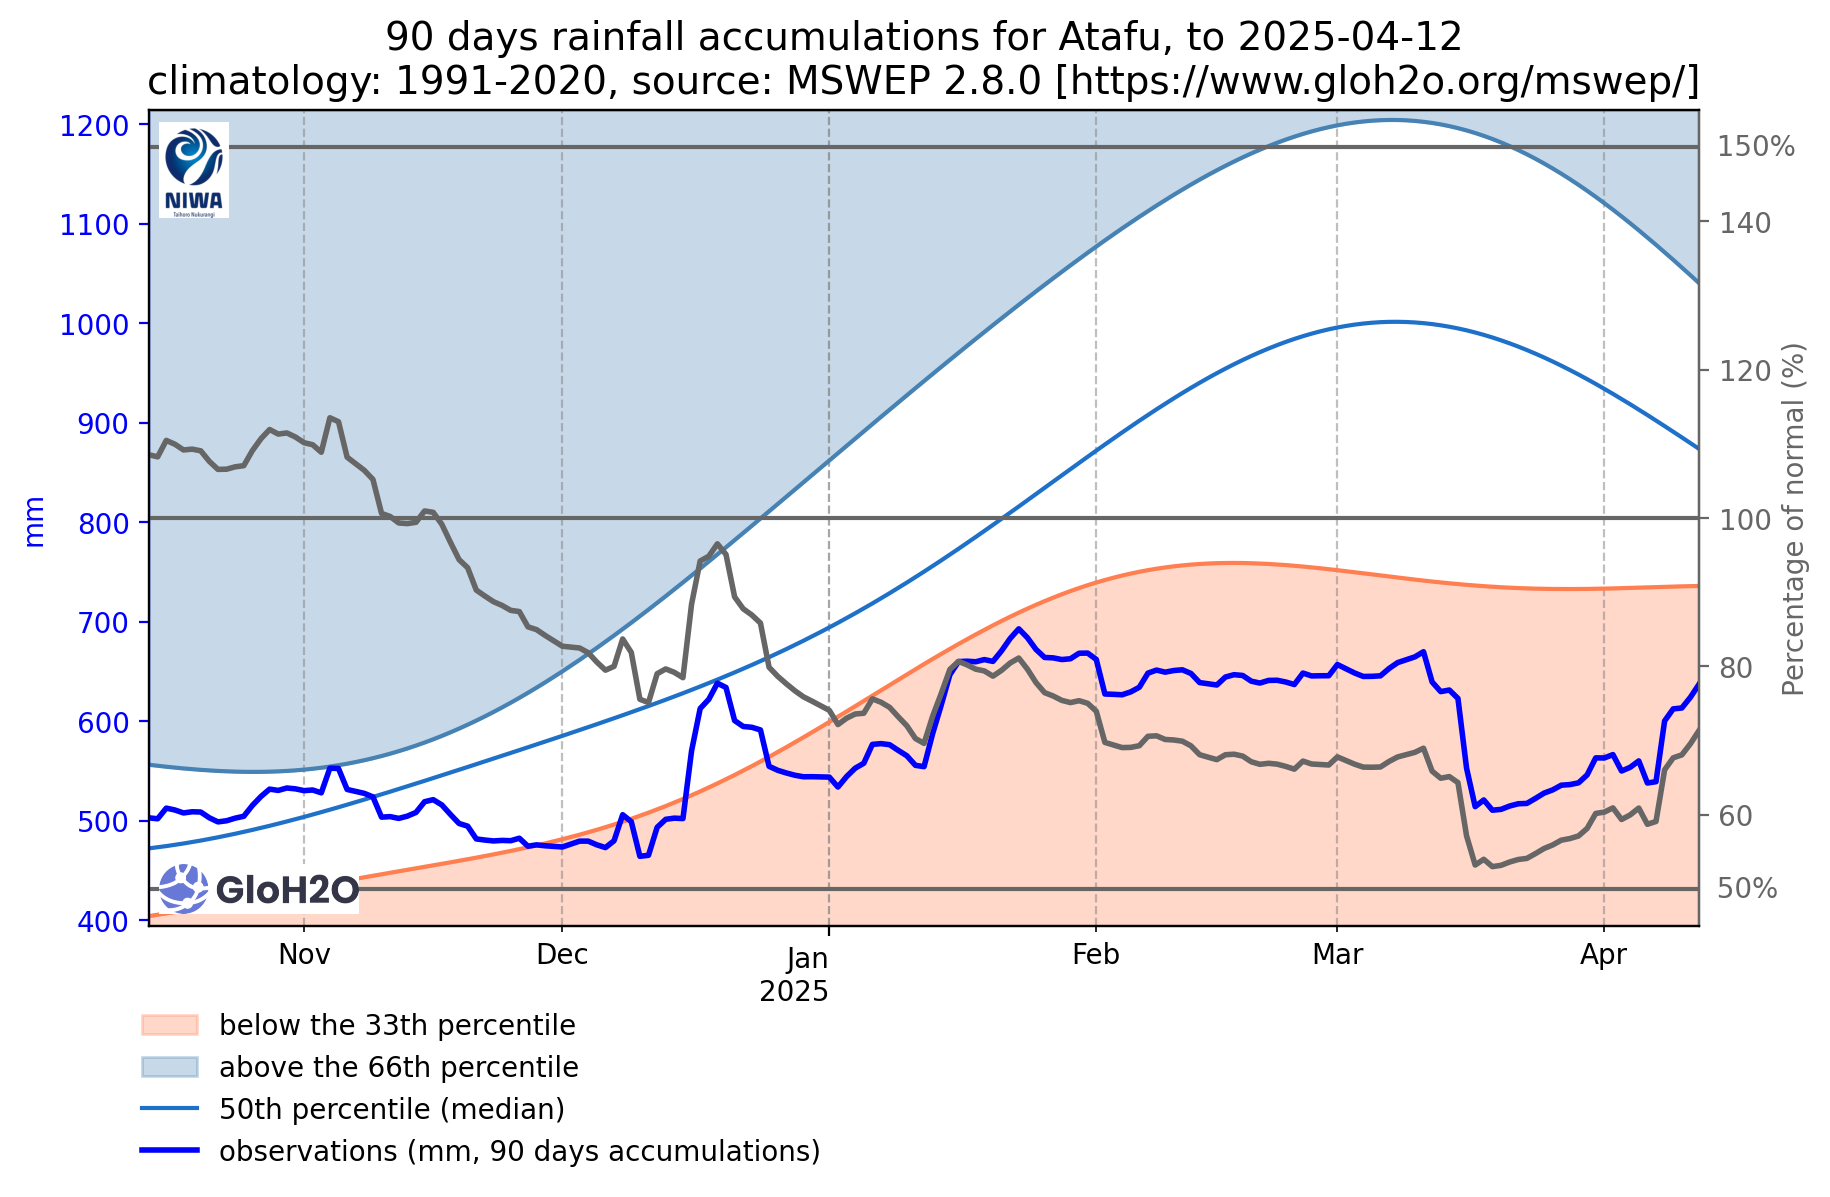 90 days rainfall accumulations for Atafu, to 2025-04-12
climatology: 1991-2020, source: MSWEP 2.8.0 [https://www.gloh2o.org/mswep/]
1200
1100
1000
900
800
700
600
500
400
mm
NIWA
Taihoro Nukurangi
GloH2O
150%
140
120
100
80
60
50%
Percentage of normal (%)
Nov
Dec
Jan
2025
Feb
Mar
Apr
below the 33th percentile
above the 66th percentile
50th percentile (median)
observations (mm, 90 days accumulations)